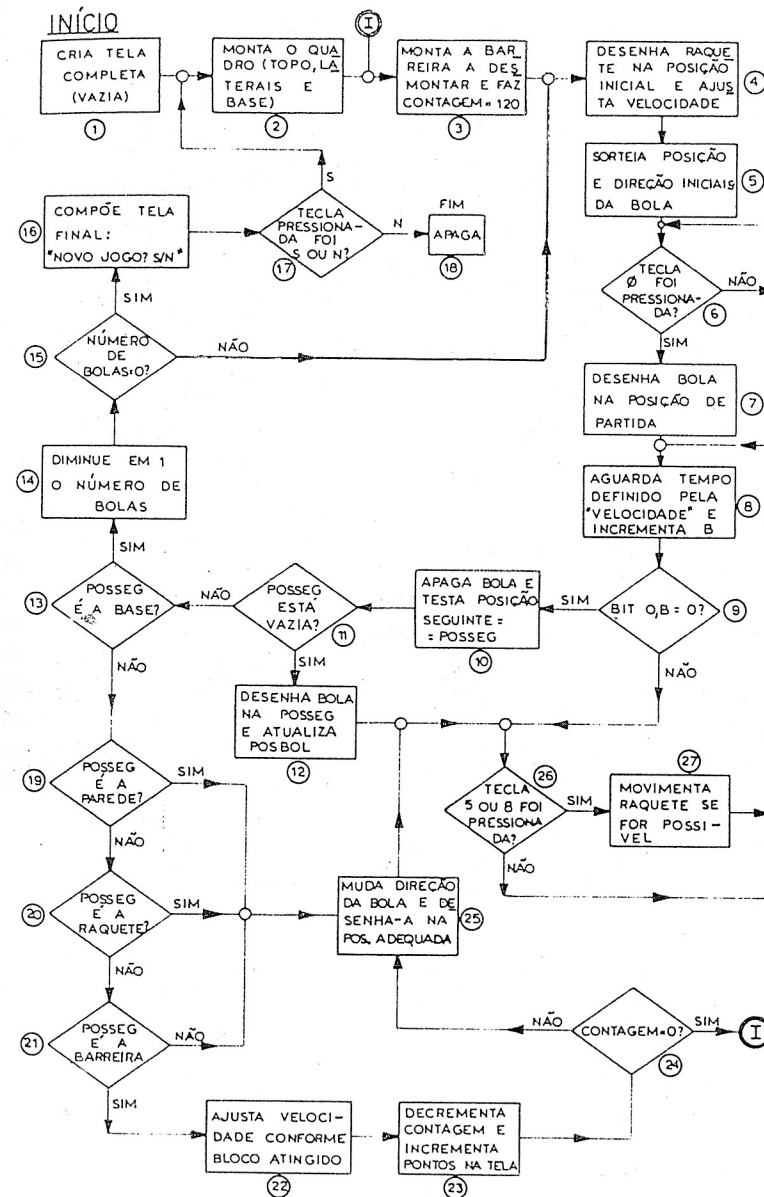 INÍCIO
CRIA TELA
COMPLETA
(VAZIA)
1
MONTA O QUA
DRO (TOPO, LA
TERAIS E
BASE)
2
I
MONTA A BAR
REIRA A DES
MONTAR E FAZ
CONTAGEM=120
3
DESENHA RAQUE
TE NA POSIÇÃO
INICIAL E AJUS
TA VELOCIDADE
4
SORTEIA POSIÇÃO
E DIREÇÃO INICIAIS
DA BOLA
5
TECLA
Ø FOI
PRESSIONA-
DA?
6
NÃO
SIM
DESENHA BOLA
NA POSIÇÃO DE
PARTIDA
7
AGUARDA TEMPO
DEFINIDO PELA
"VELOCIDADE" E
INCREMENTA B
8
BIT 0,B = 0?
9
SIM
NÃO
APAGA BOLA E
TESTA POSIÇÃO
SEGUINTE =
= POSSEG
10
POSSEG
ESTÁ
VAZIA?
11
NÃO
SIM
DESENHA BOLA
NA POSSEG
E ATUALIZA
POSBOL
12
POSSEG
É A BASE?
13
SIM
NÃO
DIMINUE EM 1
O NÚMERO DE
BOLAS
14
NÚMERO
DE
BOLAS=0?
15
SIM
NÃO
COMPÕE TELA
FINAL:
"NOVO JOGO? S/N"
16
TECLA
PRESSIONA-
DA FOI
S OU N?
17
S
N
FIM
APAGA
18
POSSEG
É A
PAREDE?
19
SIM
NÃO
POSSEG
É A
RAQUETE?
20
SIM
NÃO
POSSEG
É A
BARREIRA
21
NÃO
SIM
AJUSTA VELOCI-
DADE CONFORME
BLOCO ATINGIDO
22
DECREMENTA
CONTAGEM E
INCREMENTA
PONTOS NA TELA
23
CONTAGEM=0?
24
NÃO
SIM
I
MUDA DIREÇÃO
DA BOLA E DE
SENHA-A NA
POS. ADEQUADA
25
TECLA
5 OU 8 FOI
PRESSIONA
DA?
26
SIM
NÃO
MOVIMENTA
RAQUETE SE
FOR POSSI-
VEL
27